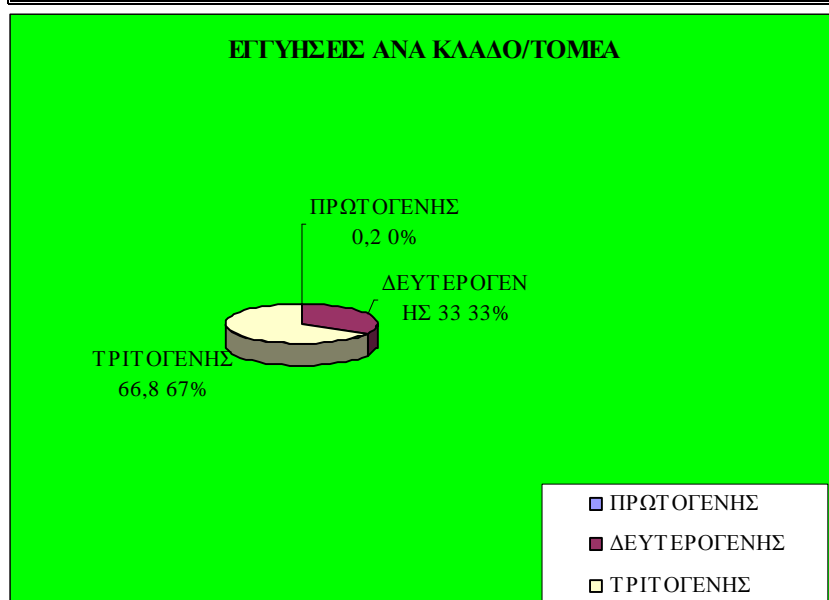 ΕΓΓΥΗΣΕΙΣ ΑΝΑ ΚΛΑΔΟ/ΤΟΜΕΑ
ΠΡΩΤΟΓΕΝΗΣ
0,2 0%
ΔΕΥΤΕΡΟΓΕΝ
ΗΣ 33 33%
ΤΡΙΤΟΓΕΝΗΣ
66,8 67%
ΠΡΩΤΟΓΕΝΗΣ
ΔΕΥΤΕΡΟΓΕΝΗΣ
ΤΡΙΤΟΓΕΝΗΣ